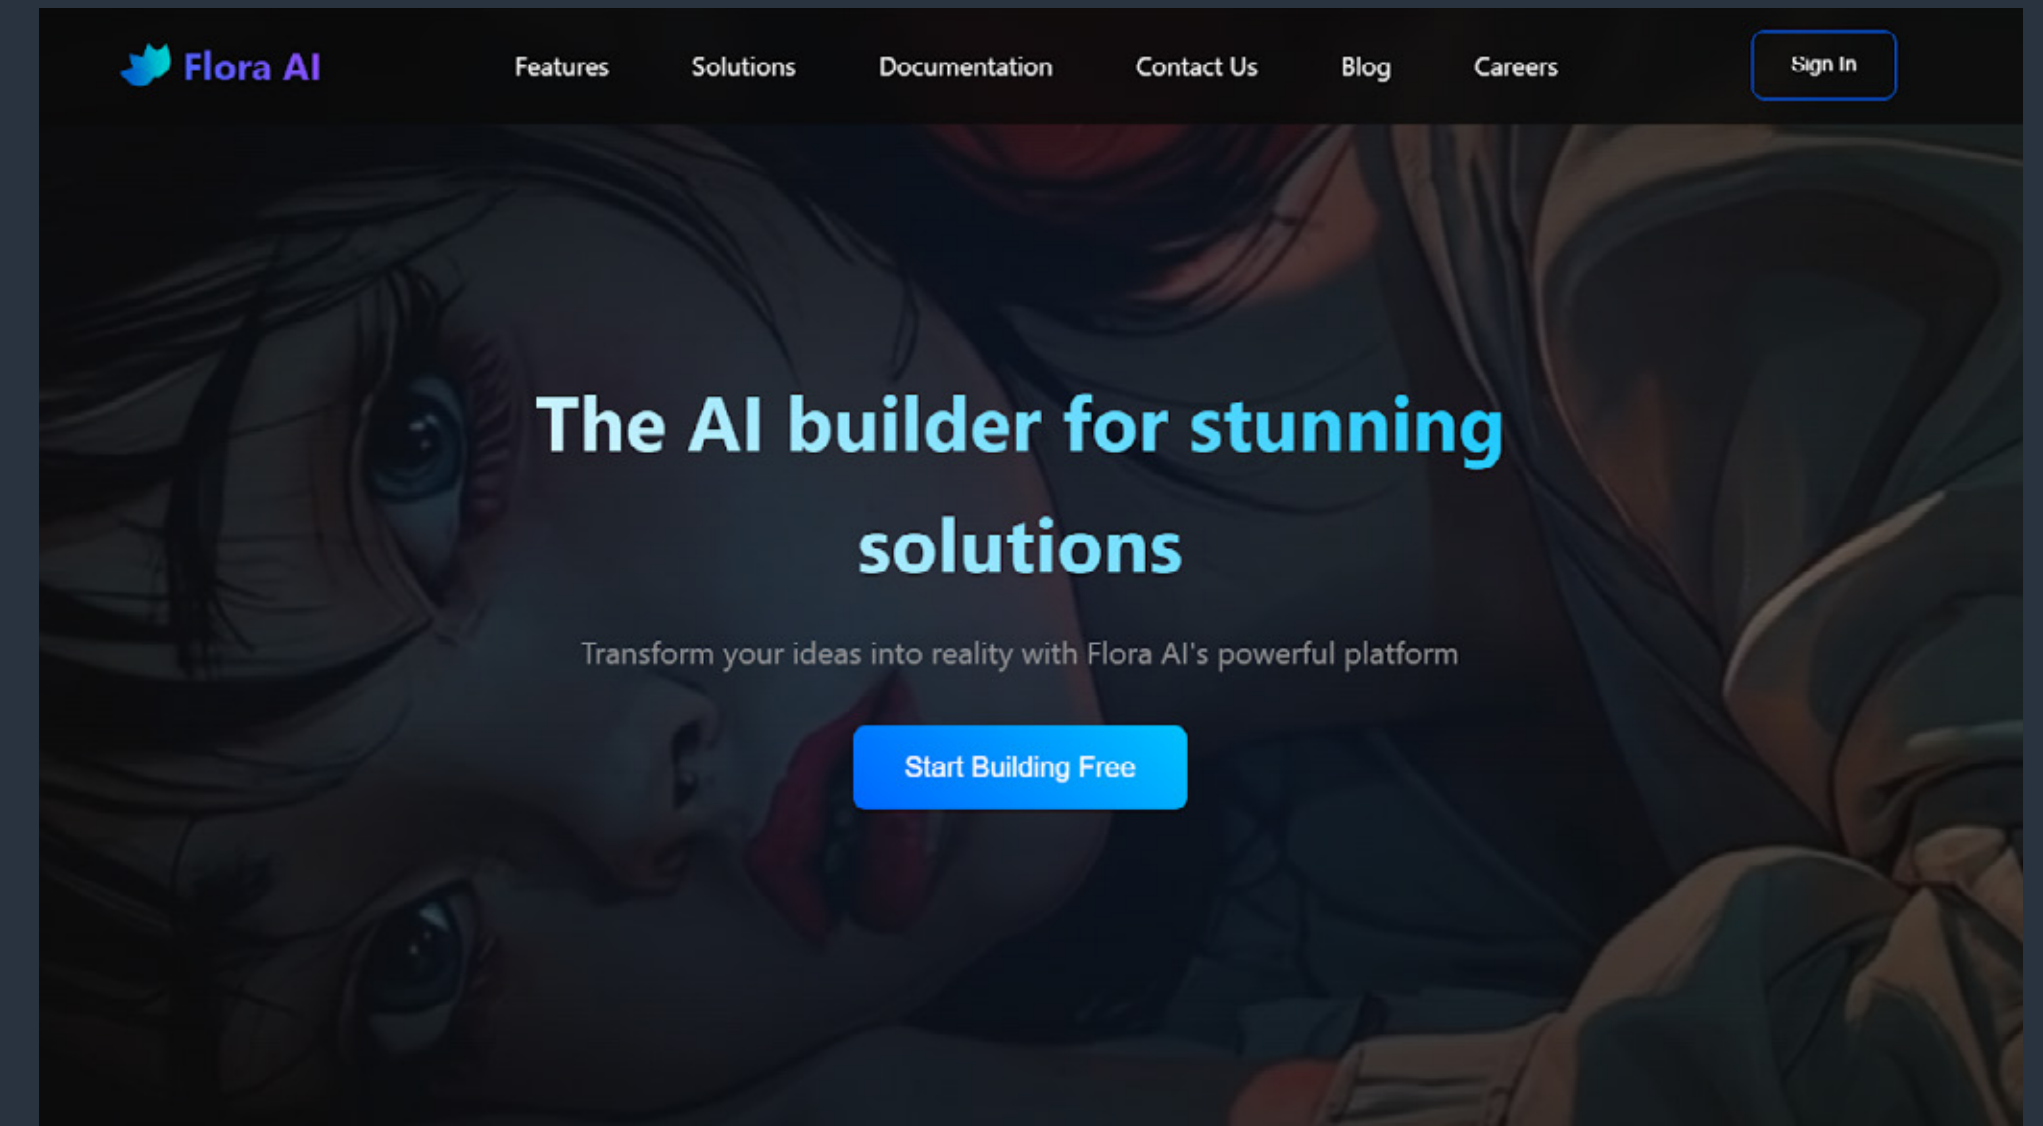 Flora AI
Features
Solutions
Documentation
Contact Us
Blog
Careers
Sign In
The AI builder for stunning
solutions
Transform your ideas into reality with Flora AI's powerful platform
Start Building Free